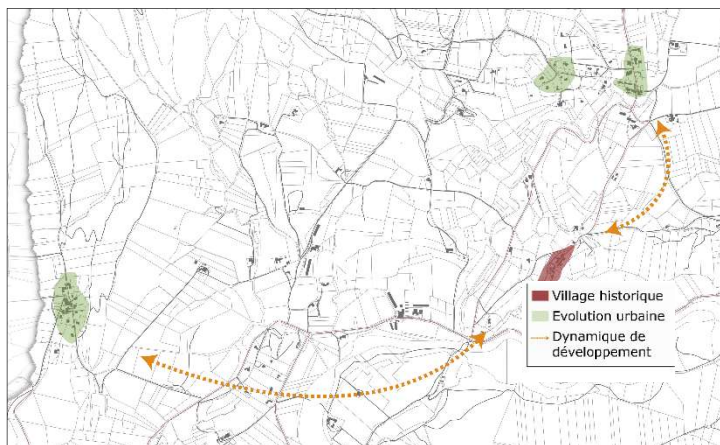 Village historique
Evolution urbaine
Dynamique de
développement